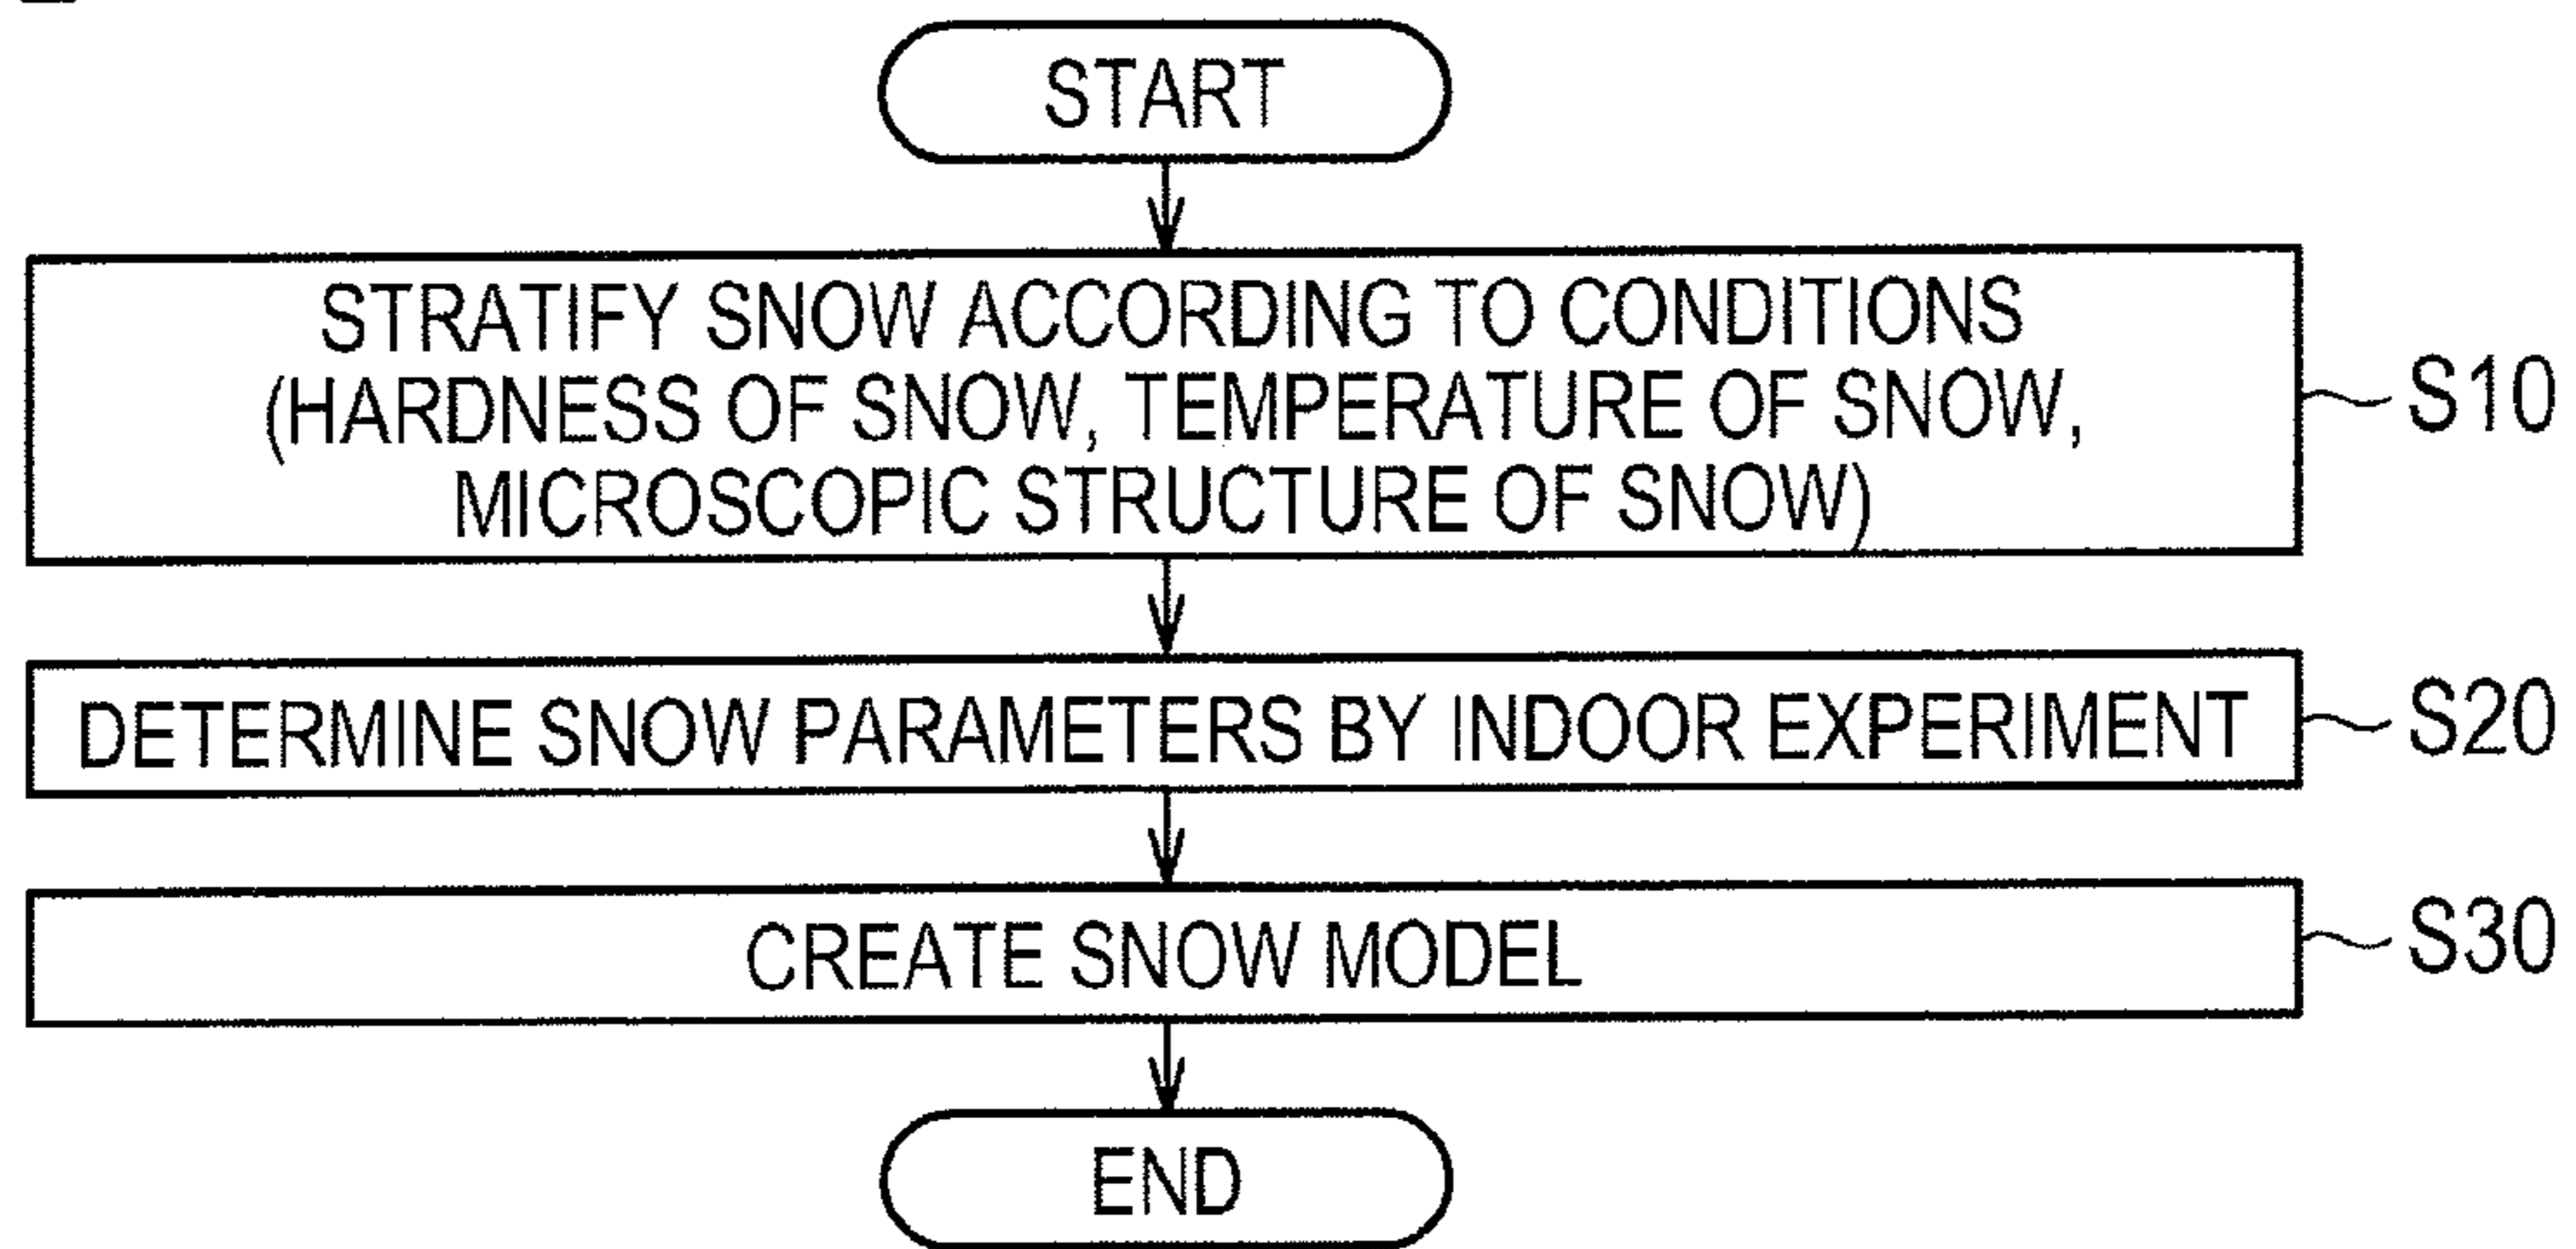 START
STRATIFY SNOW ACCORDING TO CONDITIONS
(HARDNESS OF SNOW, TEMPERATURE OF SNOW,
MICROSCOPIC STRUCTURE OF SNOW)
S10
DETERMINE SNOW PARAMETERS BY INDOOR EXPERIMENT
S20
CREATE SNOW MODEL
S30
END